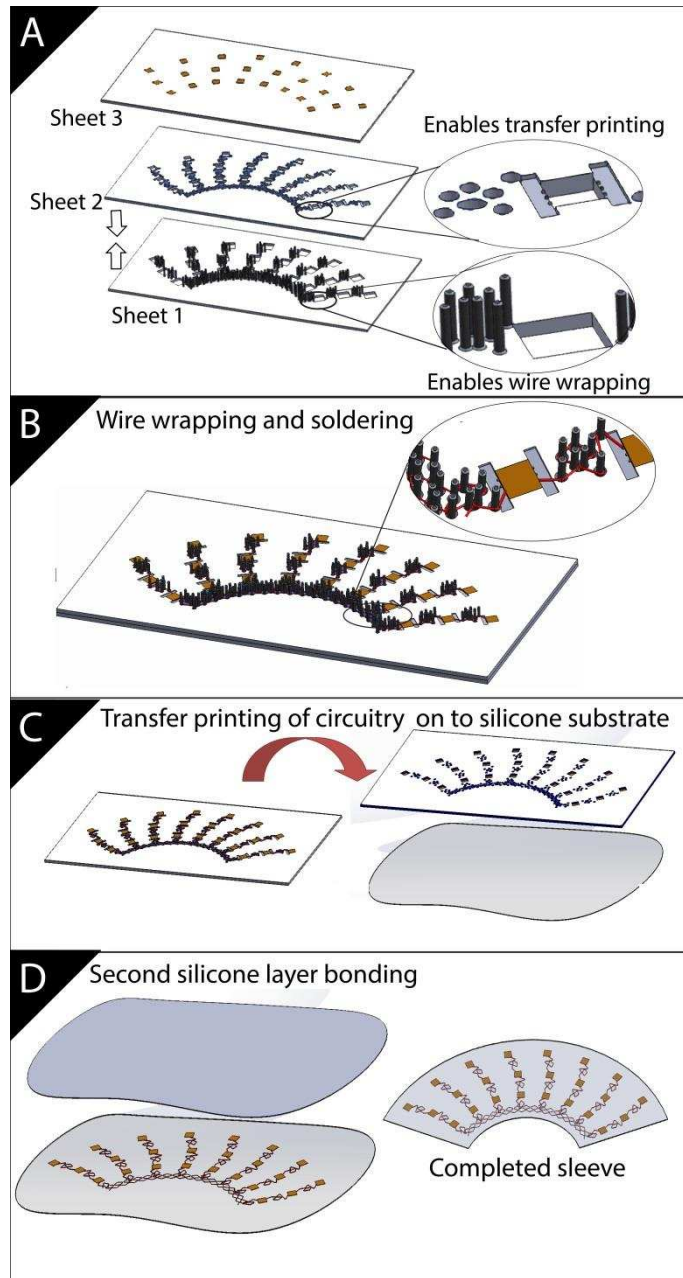 A
Sheet 3
Enables transfer printing
Sheet 2
Sheet 1
Enables wire wrapping
B
Wire wrapping and soldering
C
Transfer printing of circuitry on to silicone substrate
D
Second silicone layer bonding
Completed sleeve